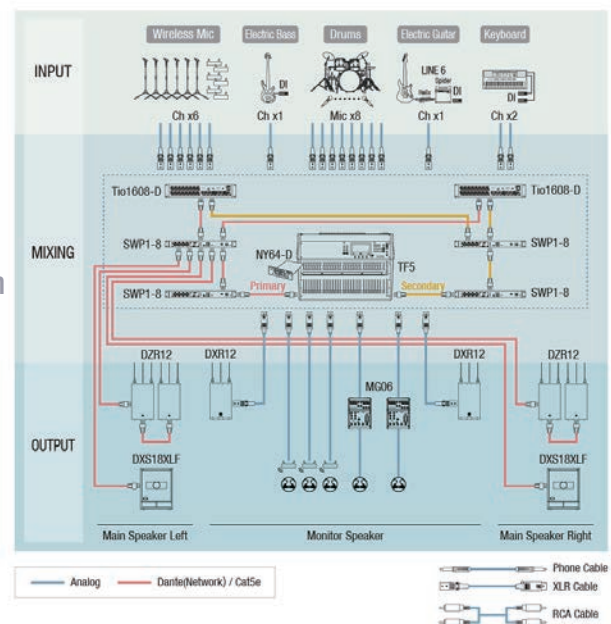 Wireless Mic
Electric Bass
Drums
Electric Guitar
Keyboard
INPUT
LINE 6
Spider
Helix
DI
DI
DI
DI
Ch x6
Ch x1
Mic x8
Ch x1
Ch x2
Tio1608-D
Tio1608-D
MIXING
SWP1-8
SWP1-8
NY64-D
TF5
n
SWP1-8
Primary
Secondary
SWP1-8
DZR12
DXR12
DXR12
DZR12
MG06
OUTPUT
DXS18XLF
DXS18XLF
Main Speaker Left
Monitor Speaker
Main Speaker Right
Analog
Dante(Network) / Cat5e
Phone Cable
XLR Cable
RCA Cable